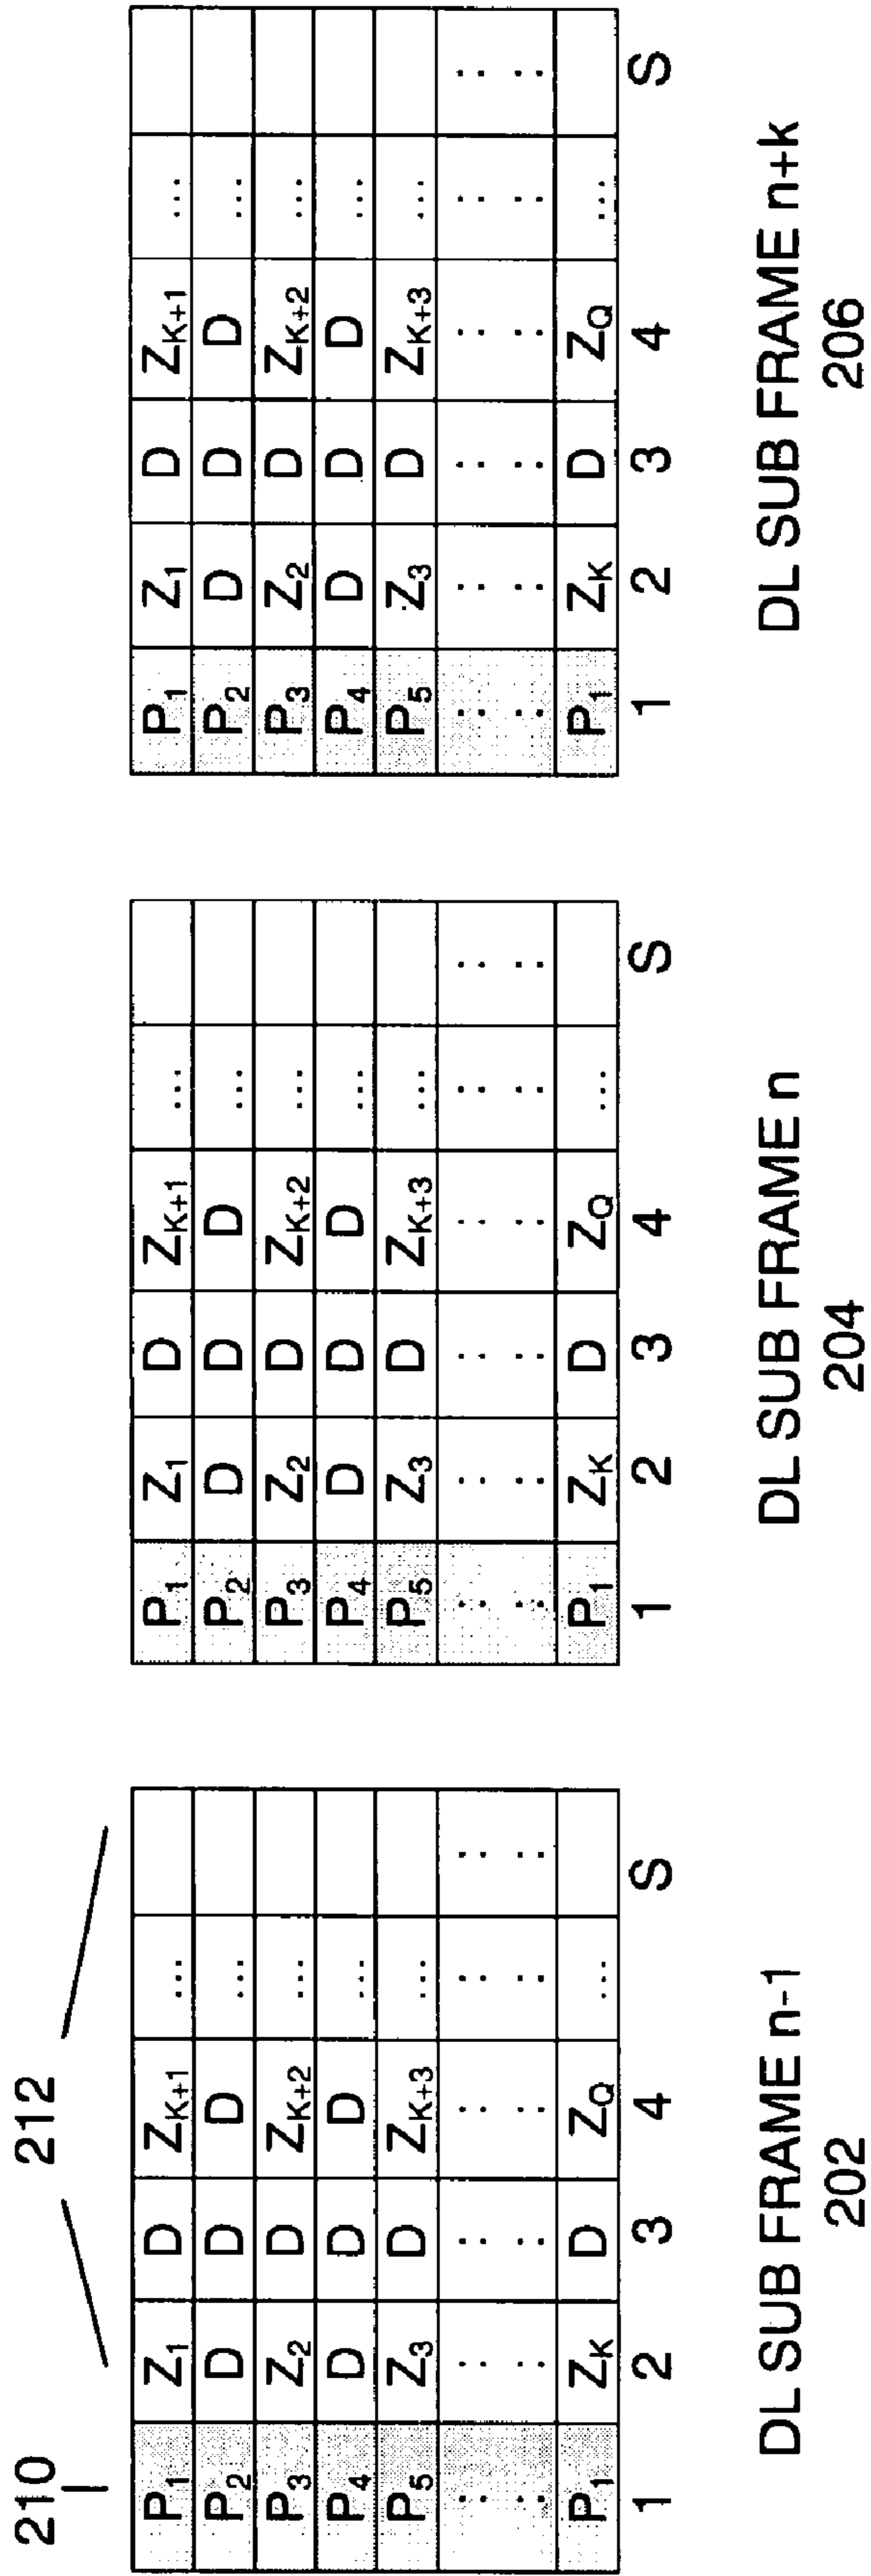 210 212
P1 Z1 D ZK+1 ...
P2 D D D ...
P3 Z2 D ZK+2 ...
P4 D D D ...
P5 Z3 D ZK+3 ...
P1 ZK D ZQ ...
1 2 3 4 S
DL SUB FRAME n-1
202
P1 Z1 D ZK+1 ...
P2 D D D ...
P3 Z2 D ZK+2 ...
P4 D D D ...
P5 Z3 D ZK+3 ...
P1 ZK D ZQ ...
1 2 3 4 S
DL SUB FRAME n
204
P1 Z1 D ZK+1 ...
P2 D D D ...
P3 Z2 D ZK+2 ...
P4 D D D ...
P5 Z3 D ZK+3 ...
P1 ZK D ZQ ...
1 2 3 4 S
DL SUB FRAME n+k
206